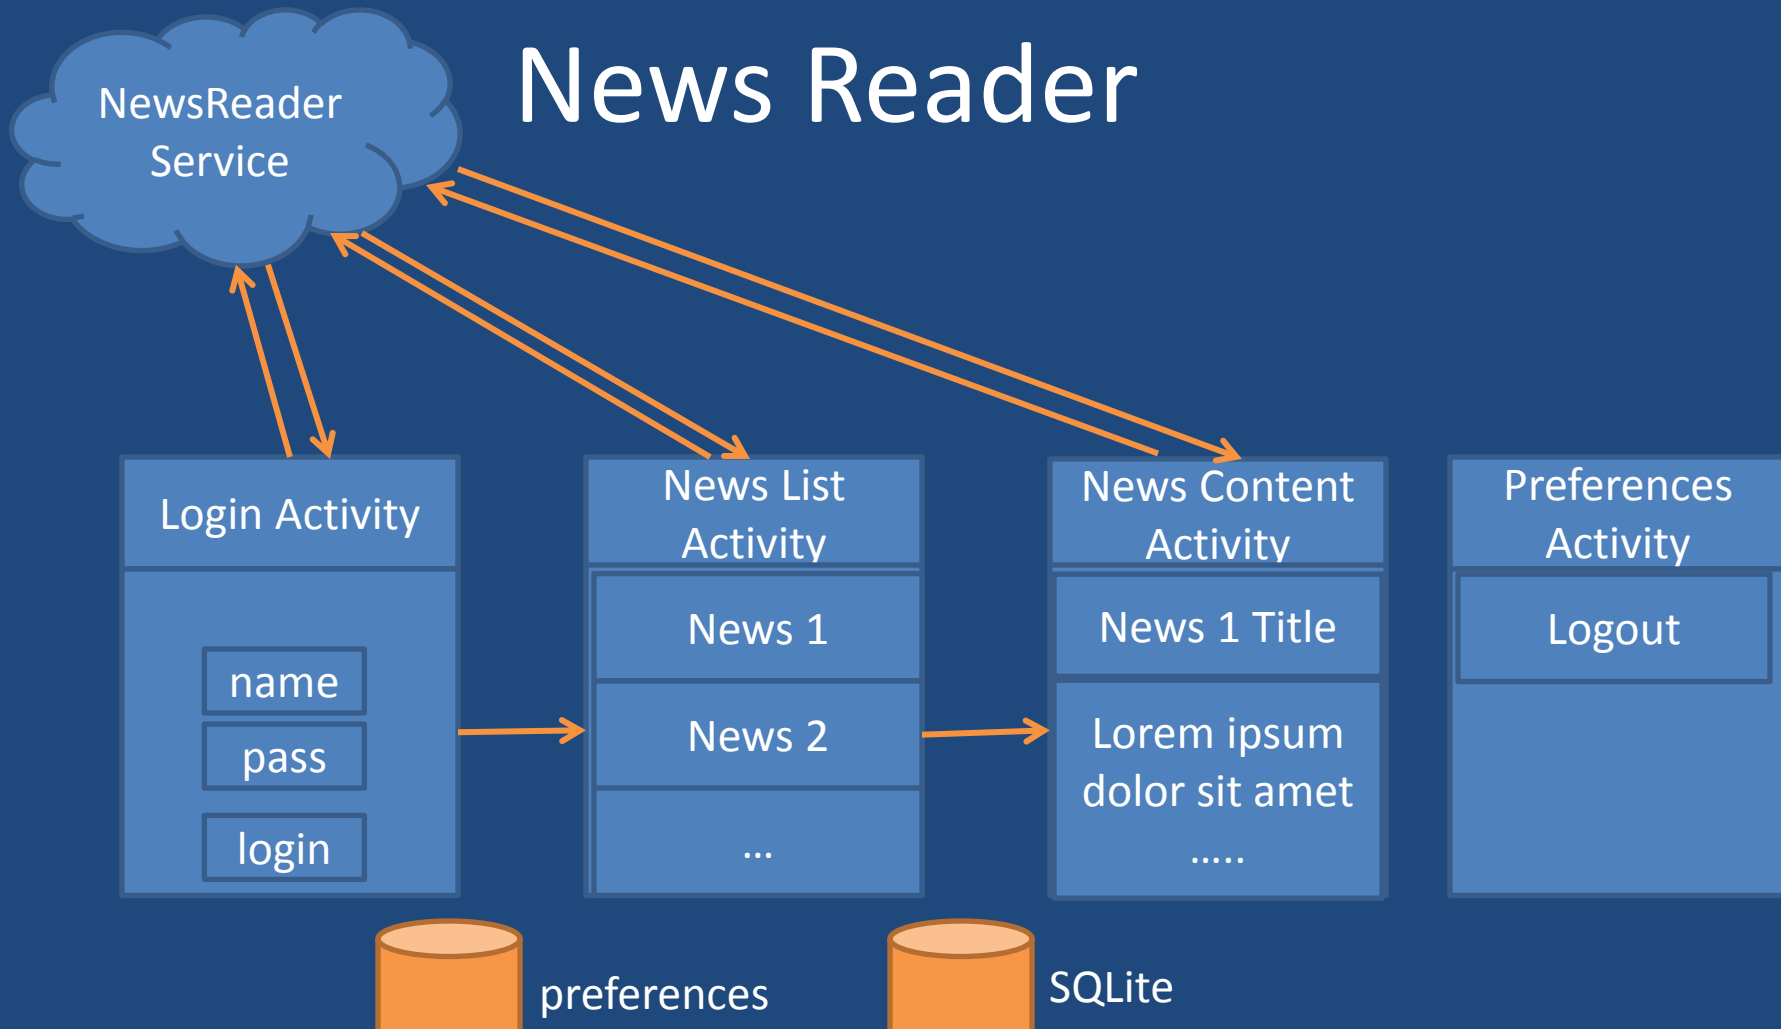 News Reader
NewsReader
Service
Login Activity
name
pass
login
News List
Activity
News 1
News 2
...
News Content
Activity
News 1 Title
Lorem ipsum
dolor sit amet
.....
Preferences
Activity
Logout
preferences
SQLite